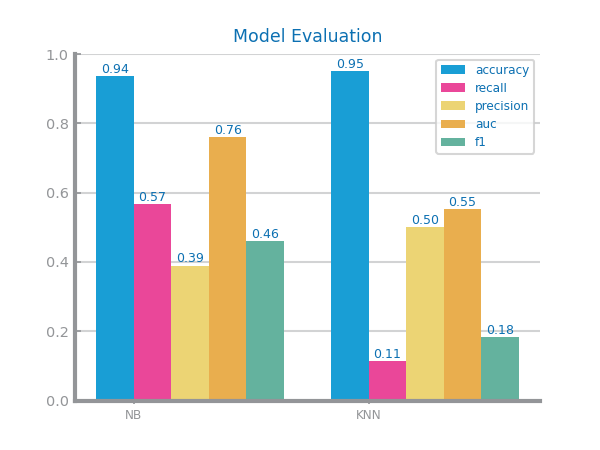 Model Evaluation
1.0
0.8
0.6
0.4
0.2
0.0
0.94
0.57
0.39
0.76
0.46
0.95
0.11
0.50
0.55
0.18
accuracy
recall
precision
auc
f1
NB
KNN